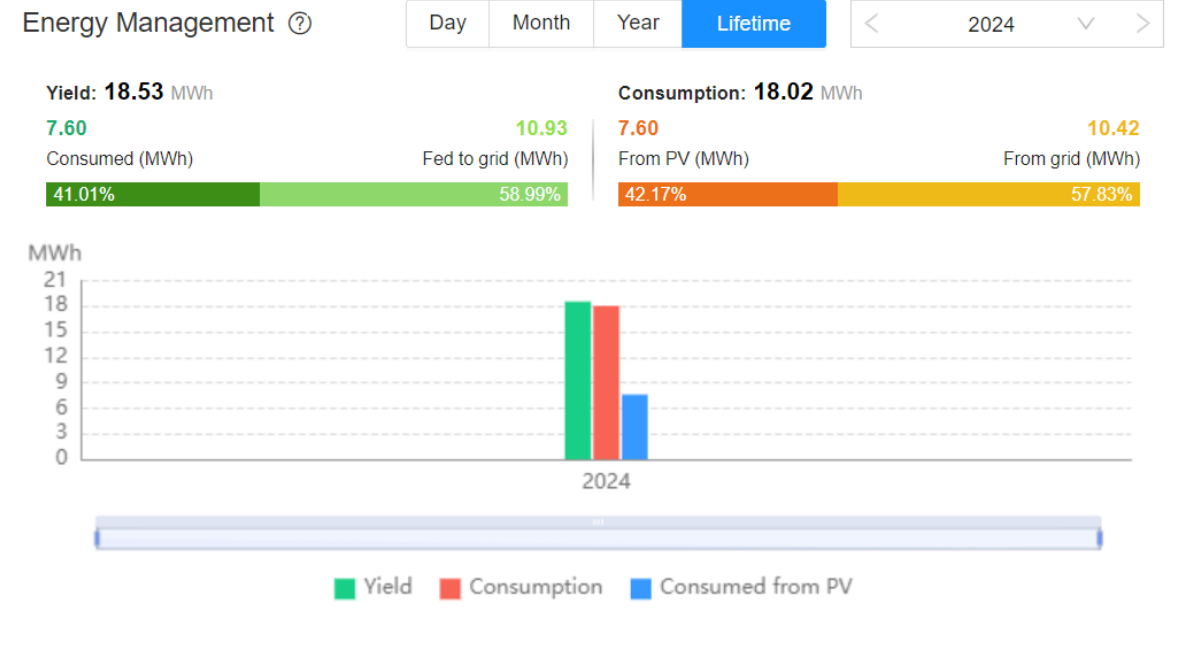 Energy Management ?
Day Month Year Lifetime 2024
Yield: 18.53 MWh
7.60 10.93
Consumed (MWh) Fed to grid (MWh)
41.01% 58.99%
Consumption: 18.02 MWh
7.60 10.42
From PV (MWh) From grid (MWh)
42.17% 57.83%
MWh
21
18
15
12
9
6
3
0
2024
Yield Consumption Consumed from PV